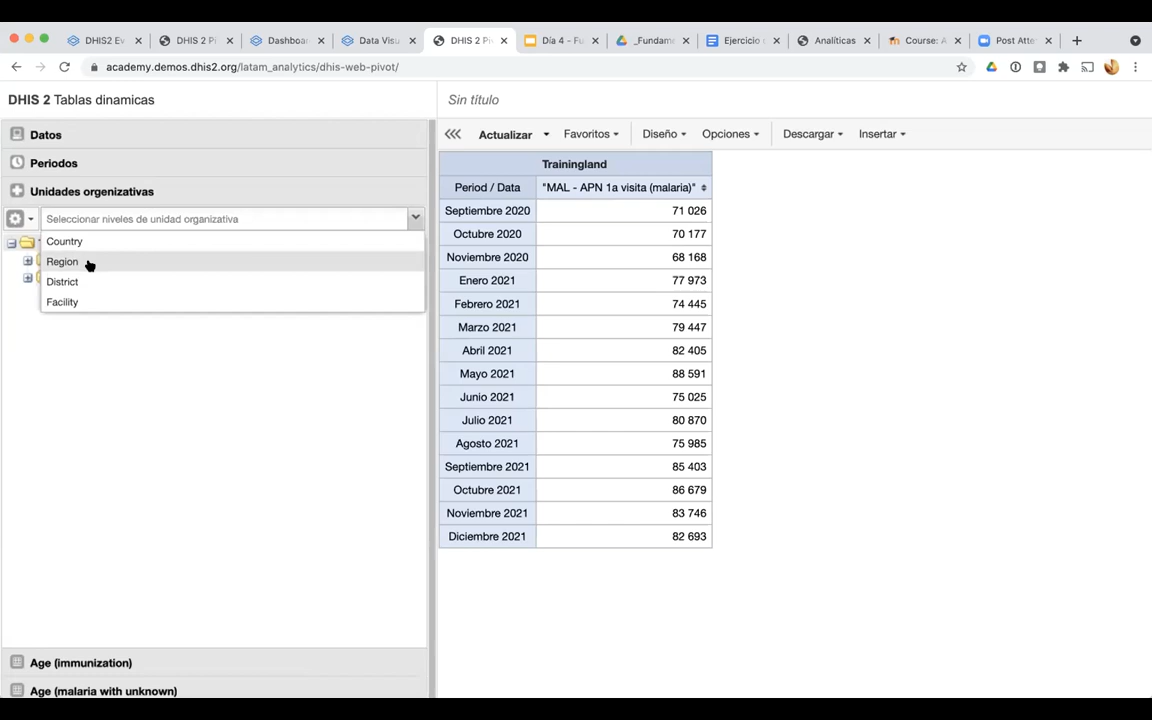 DHIS2 Ev
DHIS 2 Pi
Dashboa
Data Visu
DHIS 2 Pi
Día 4 - Fu
_Fundam
Ejercicio
Analíticas
Course: A
Post Atte
academy.demos.dhis2.org/latam_analytics/dhis-web-pivot/
DHIS 2 Tablas dinamicas
Sin titulo
Datos
Periodos
Unidades organizativas
Seleccionar niveles de unidad organizativa
Country
Region
District
Facility
Age (immunization)
Age (malaria with unknown)
Actualizar Favoritos Diseño Opciones Descargar Insertar
Trainingland
Period / Data "MAL - APN 1a visita (malaria)"
Septiembre 2020 71 026
Octubre 2020 70 177
Noviembre 2020 68 168
Enero 2021 77 973
Febrero 2021 74 445
Marzo 2021 79 447
Abril 2021 82 405
Mayo 2021 88 591
Junio 2021 75 025
Julio 2021 80 870
Agosto 2021 75 985
Septiembre 2021 85 403
Octubre 2021 86 679
Noviembre 2021 83 746
Diciembre 2021 82 693